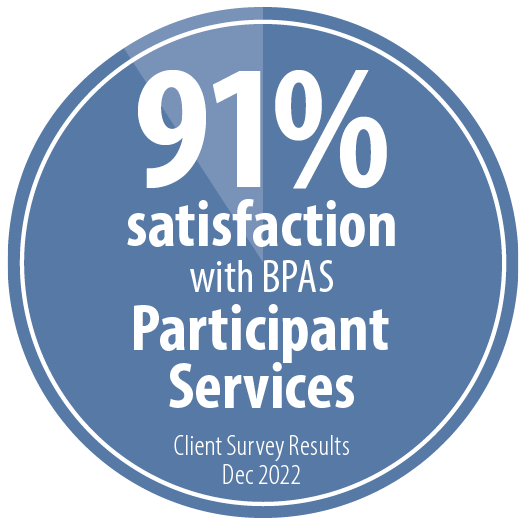 91%
satisfaction
with BPAS
Participant
Services
Client Survey Results
Dec 2022